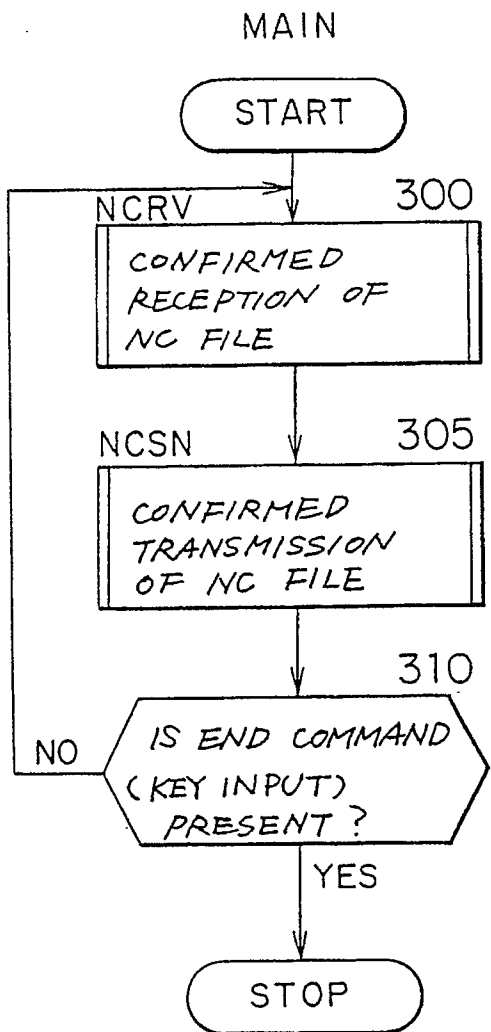 MAIN
START
NCRV
300
CONFIRMED
RECEPTION OF
NC FILE
NCSN
305
CONFIRMED
TRANSMISSION
OF NC FILE
310
IS END COMMAND
(KEY INPUT)
PRESENT ?
NO
YES
STOP